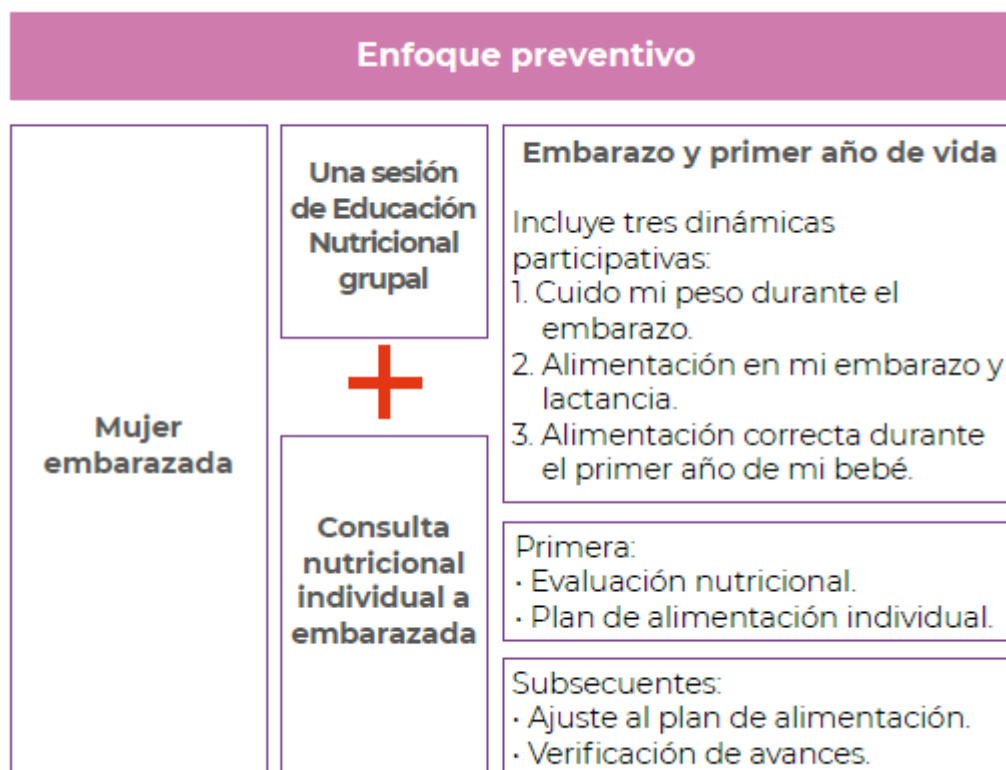 Enfoque preventivo
Mujer
embarazada
Una sesión
de Educación
Nutricional
grupal
+
Consulta
nutricional
individual a
embarazada
Embarazo y primer año de vida
Incluye tres dinámicas
participativas:
1. Cuido mi peso durante el
embarazo.
2. Alimentación en mi embarazo y
lactancia.
3. Alimentación correcta durante
el primer año de mi bebé.
Primera:
· Evaluación nutricional.
· Plan de alimentación individual.
Subsecuentes:
· Ajuste al plan de alimentación.
· Verificación de avances.